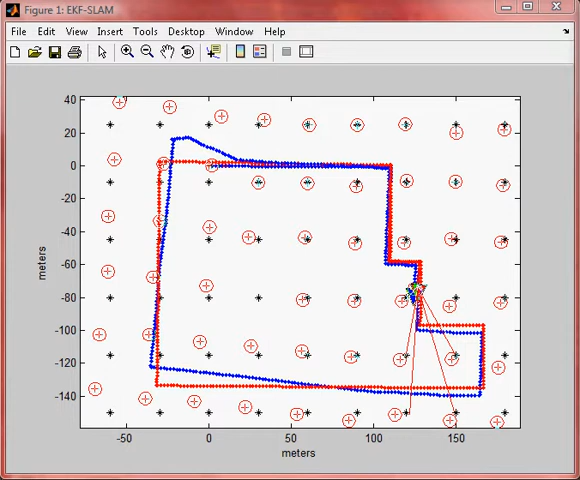 Figure 1: EKF-SLAM
File Edit View Insert Tools Desktop Window Help
40
20
0
-20
-40
-60
-80
-100
-120
-140
meters
-50 0 50 100 150
meters